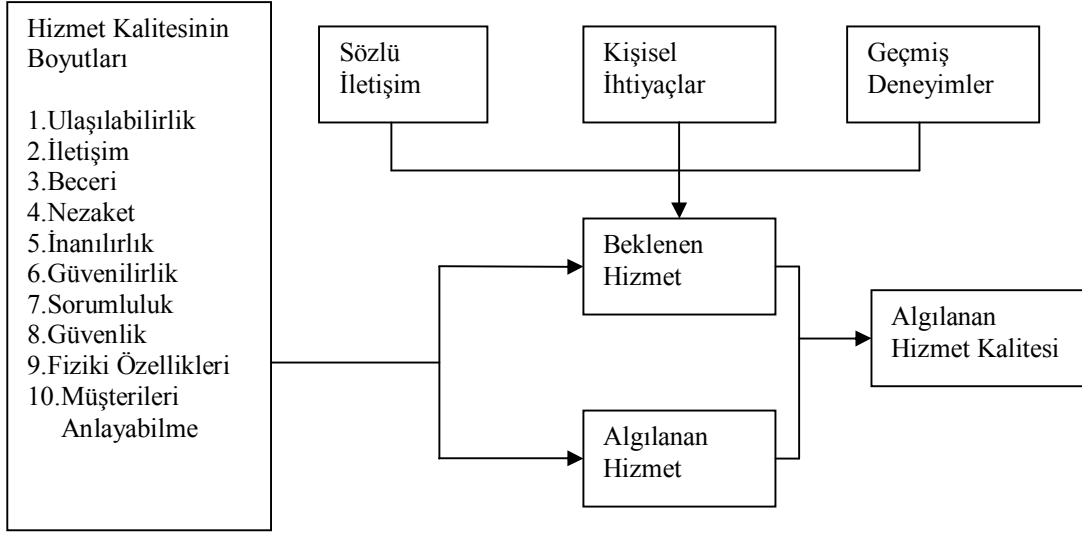 Hizmet Kalitesinin
Boyutları
1.Ulaşılabilirlik
2.İletişim
3.Beceri
4.Nezaket
5.İnanılırlık
6.Güvenilirlik
7.Sorumluluk
8.Güvenlik
9.Fiziki Özellikleri
10.Müşterileri
Anlayabilme
Sözlü
İletişim
Kişisel
İhtiyaçlar
Geçmiş
Deneyimler
Beklenen
Hizmet
Algılanan
Hizmet
Algılanan
Hizmet Kalitesi